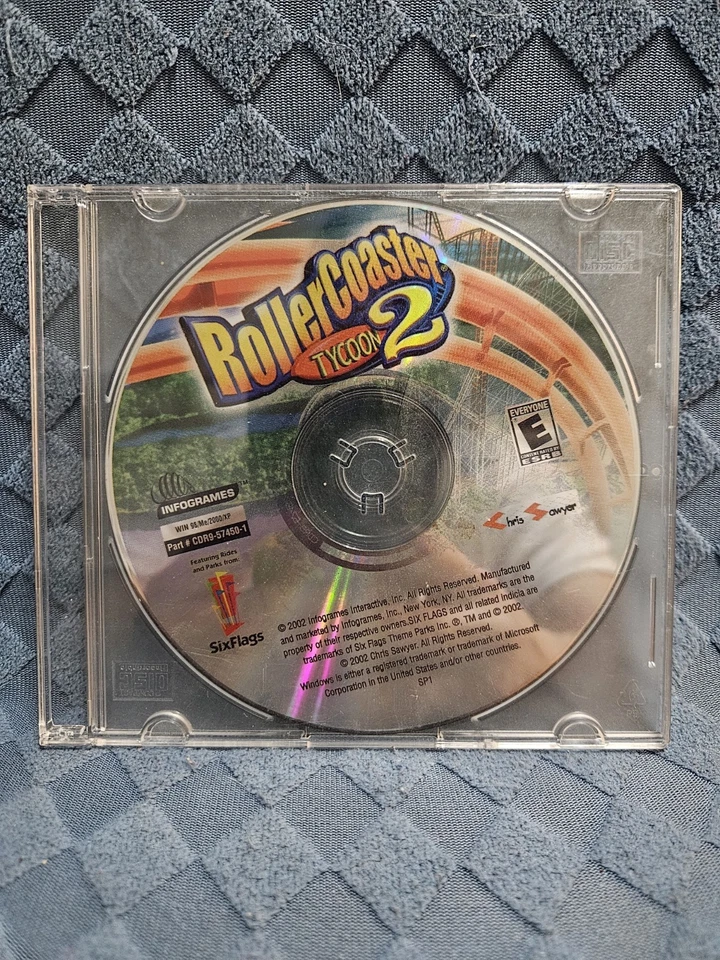 RollerCoaster®
TYCOON 2
EVERYONE
E
CONTENT RATED BY
ESRB
INFOGRAMES™
WIN 98/Me/2000/XP
Part # CDR9-57450-1
Chris Sawyer
Featuring Rides
and Parks from:
SixFlags
© 2002 Infogrames Interactive, Inc. All Rights Reserved. Manufactured
and marketed by Infogrames, Inc., New York, NY. All trademarks are the
property of their respective owners.SIX FLAGS and all related indicia are
trademarks of Six Flags Theme Parks Inc. ®, TM and © 2002.
© 2002 Chris Sawyer. All Rights Reserved.
Windows is either a registered trademark or trademark of Microsoft
Corporation in the United States and/or other countries.
SP1